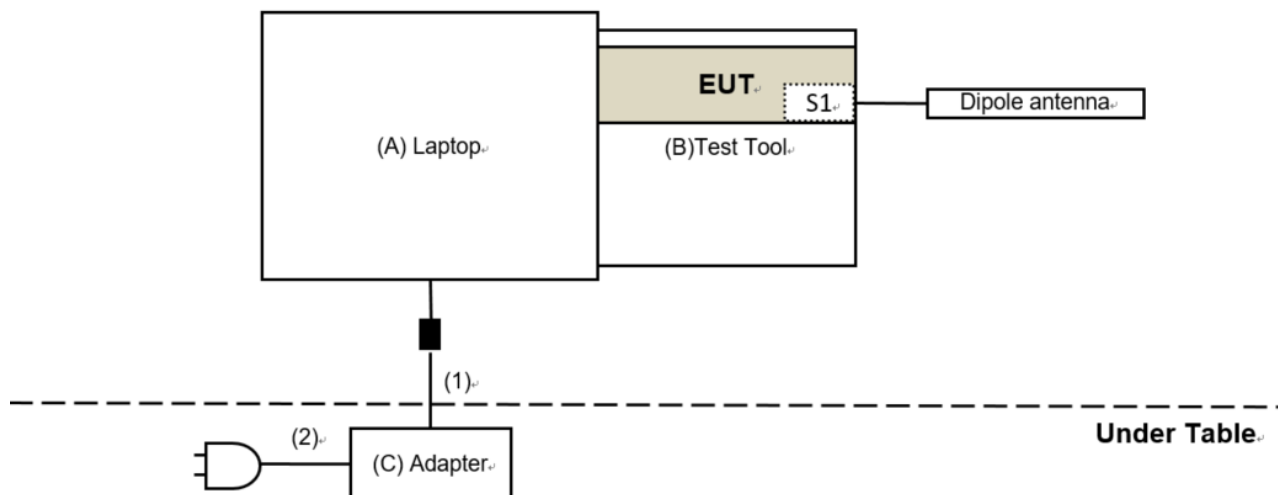 EUT
S1
Dipole antenna
(A) Laptop
(B)Test Tool
(1)
(2)
Under Table
(C) Adapter